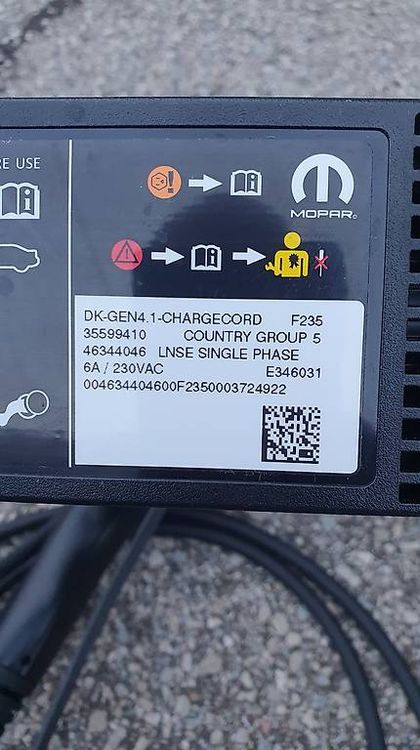 RE USE
MOPAR
DK-GEN4.1-CHARGECORD F235
35599410 COUNTRY GROUP 5
46344046 LNSE SINGLE PHASE
6A / 230VAC E346031
004634404600F2350003724922